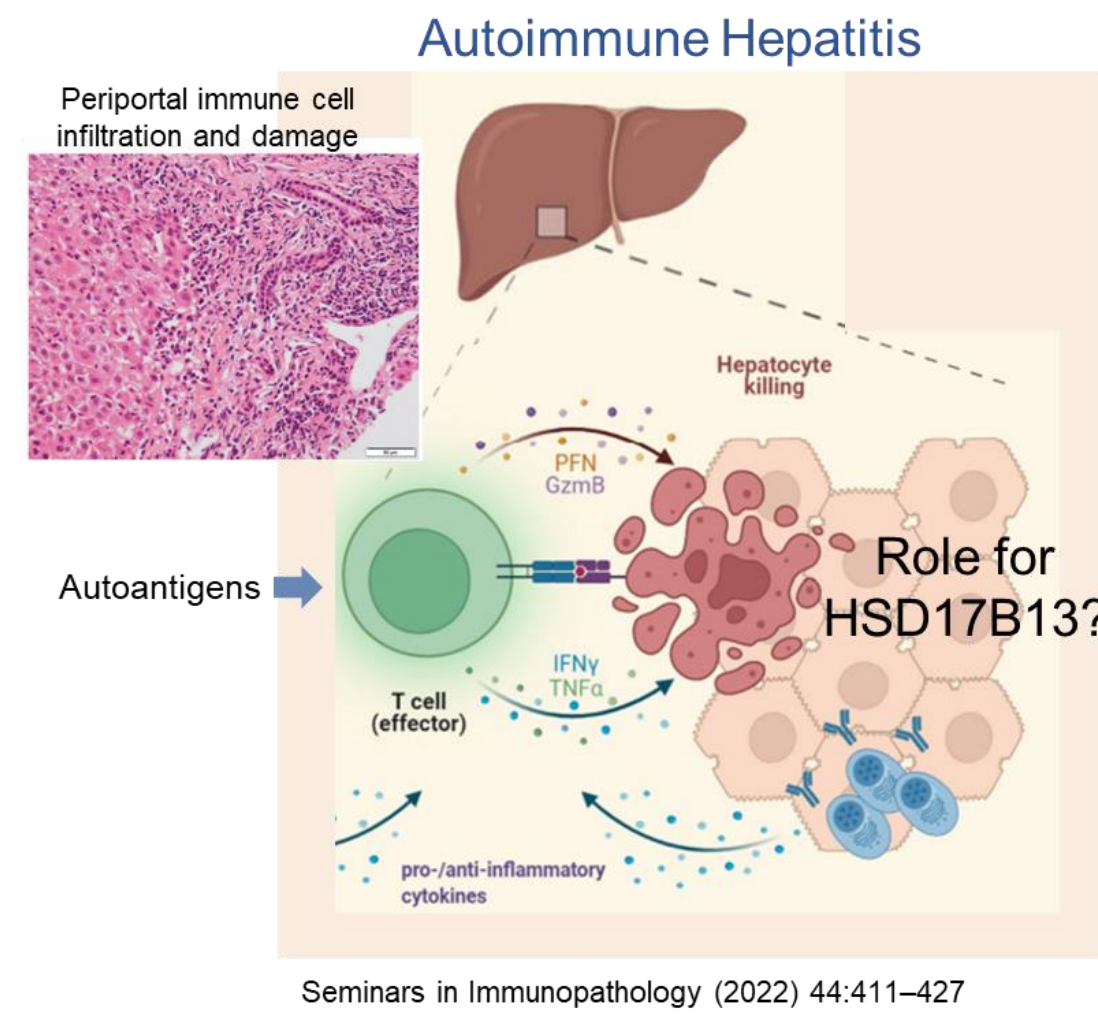 Autoimmune Hepatitis
Periportal immune cell
infiltration and damage
Hepatocyte
killing
PFN
GzmB
Autoantigens
Role for
HSD17B13?
IFNγ
TNFα
T cell
(effector)
pro-/anti-inflammatory
cytokines
Seminars in Immunopathology (2022) 44:411–427